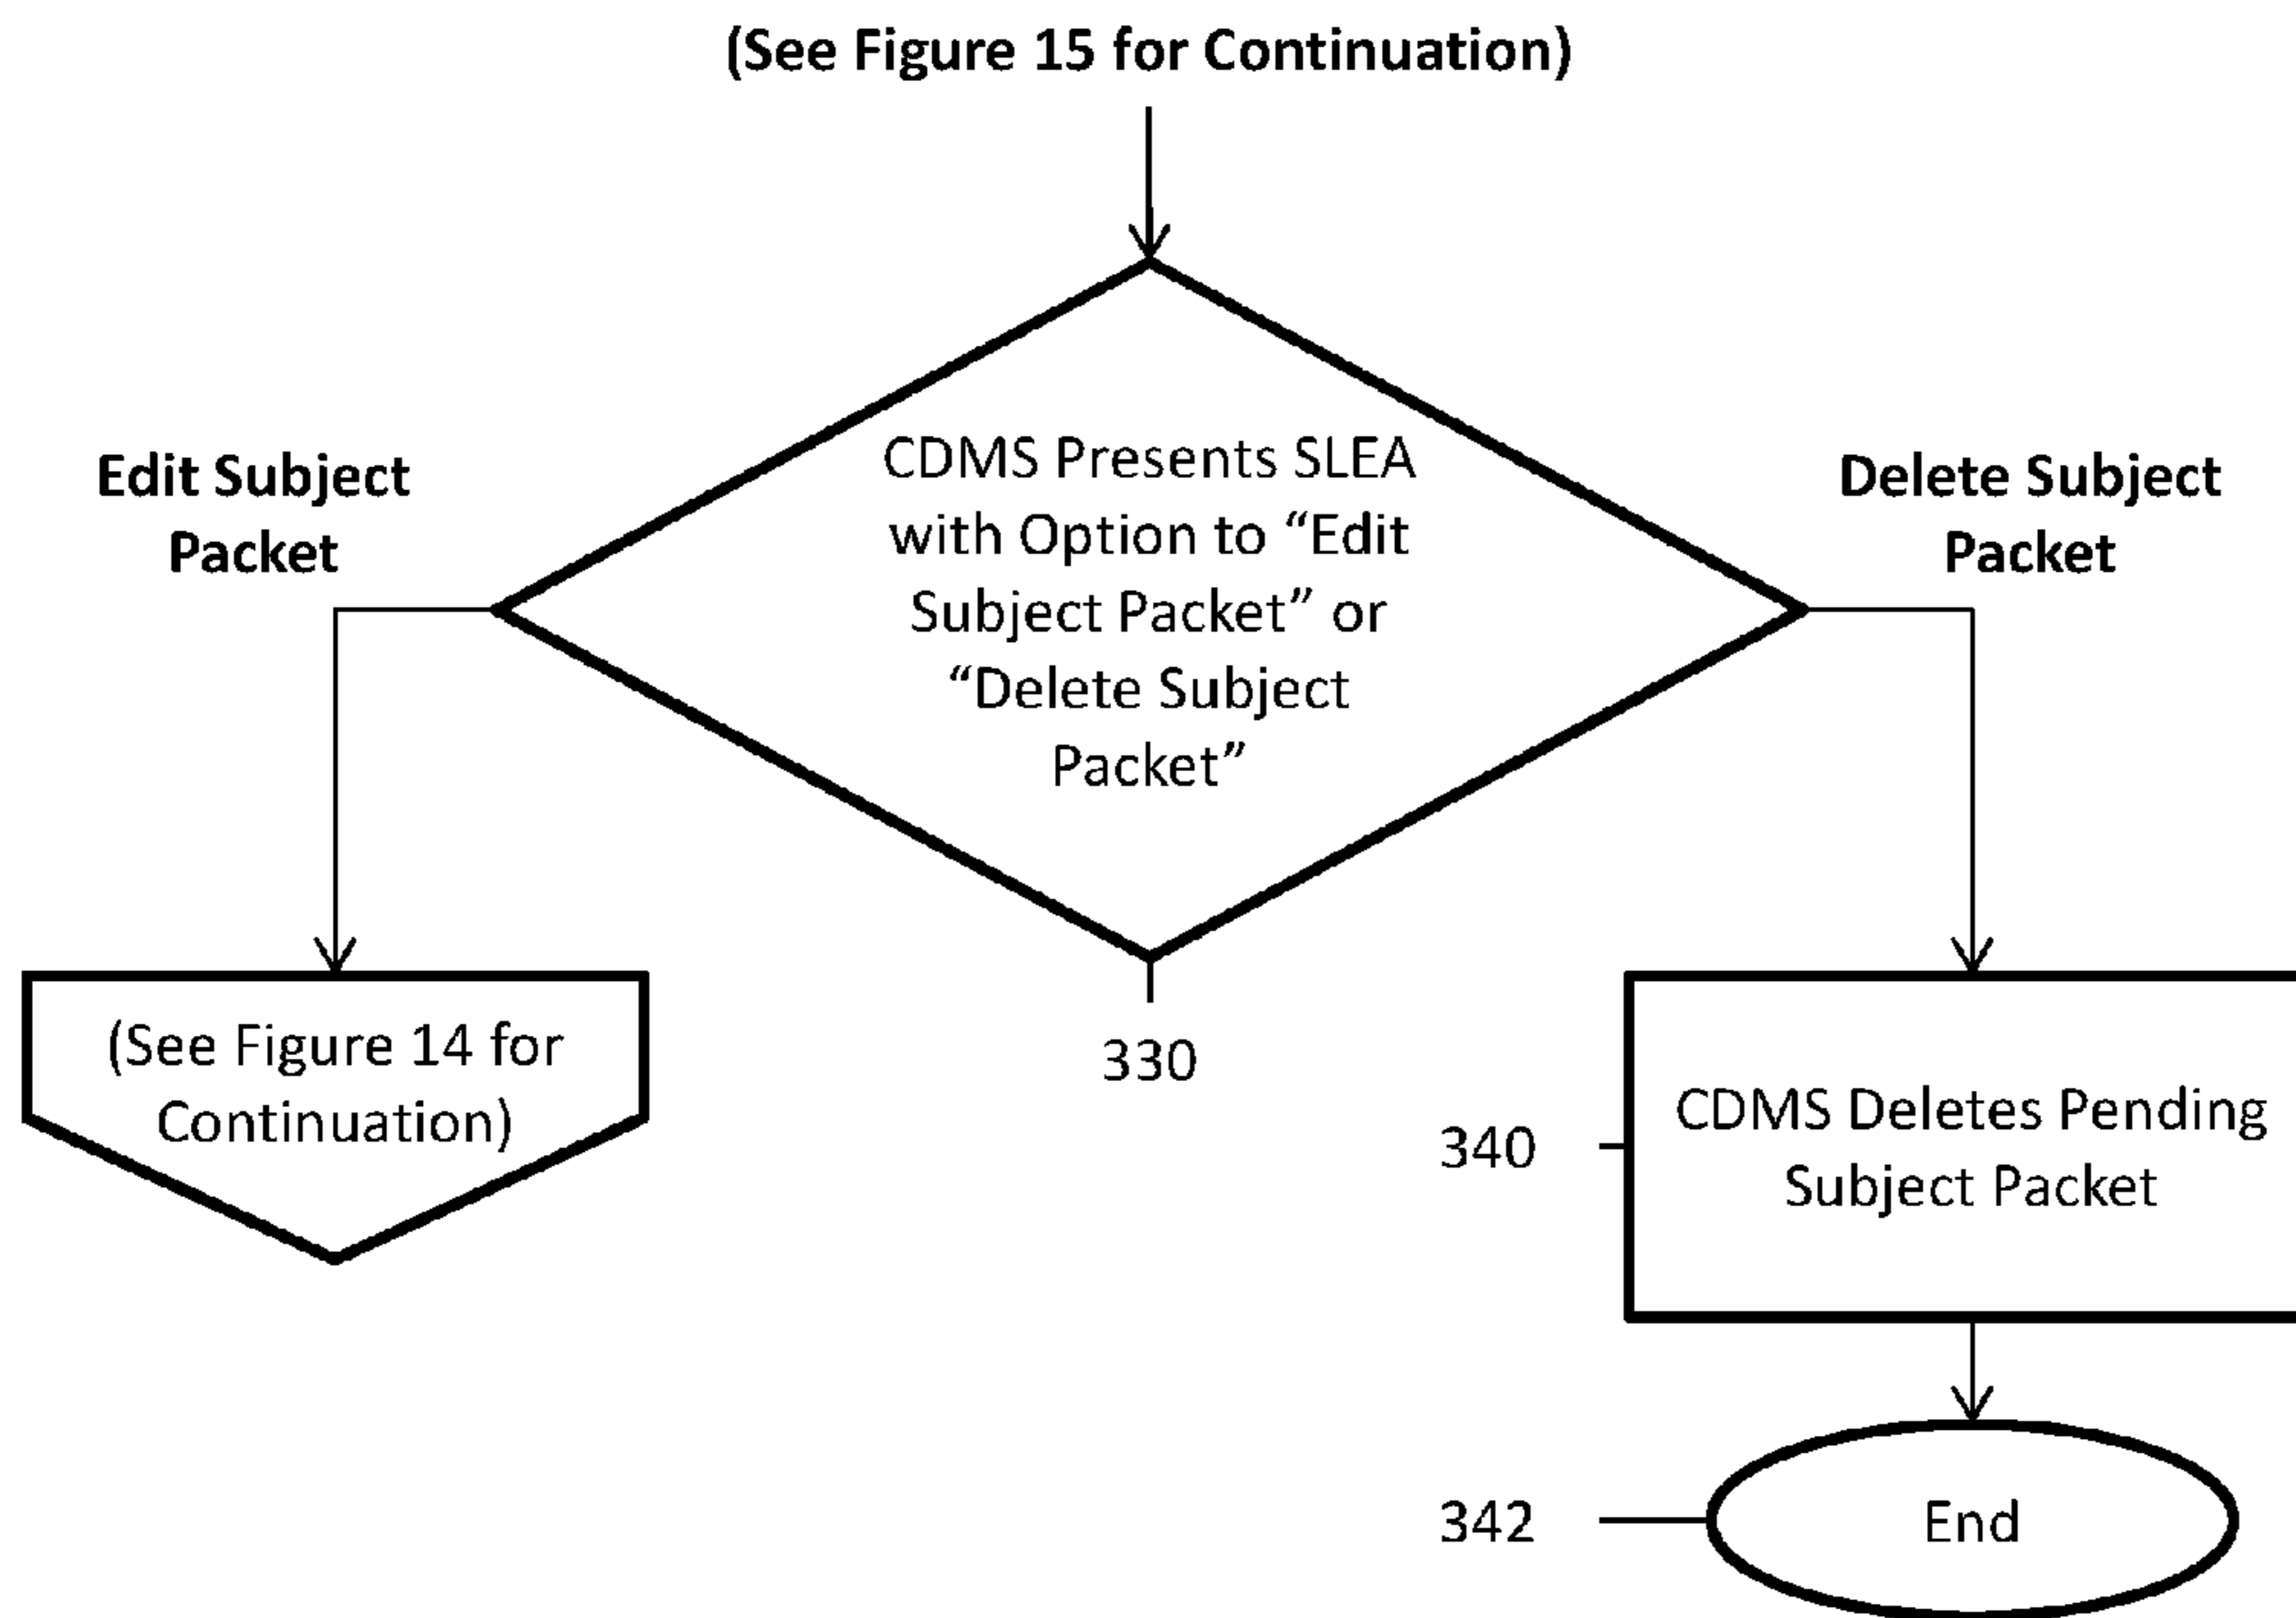 (See Figure 15 for Continuation)
Edit Subject
Packet
CDMS Presents SLEA
with Option to “Edit
Subject Packet” or
“Delete Subject
Packet”
Delete Subject
Packet
(See Figure 14 for
Continuation)
330
340
CDMS Deletes Pending
Subject Packet
342
End